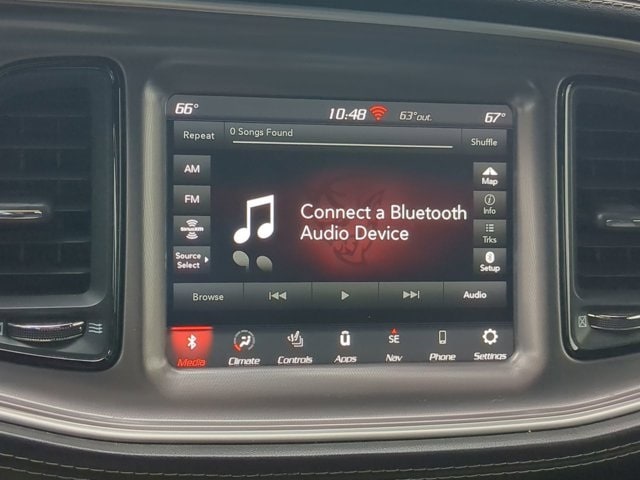 66°
10:48
63°out.
67°
Repeat
0 Songs Found
Shuffle
AM
Map
FM
Info
SiriusXM
Connect a Bluetooth
Audio Device
Trks
Source
Select
Setup
Browse
Audio
Media
Climate
Controls
Apps
SE
Nav
Phone
Settings